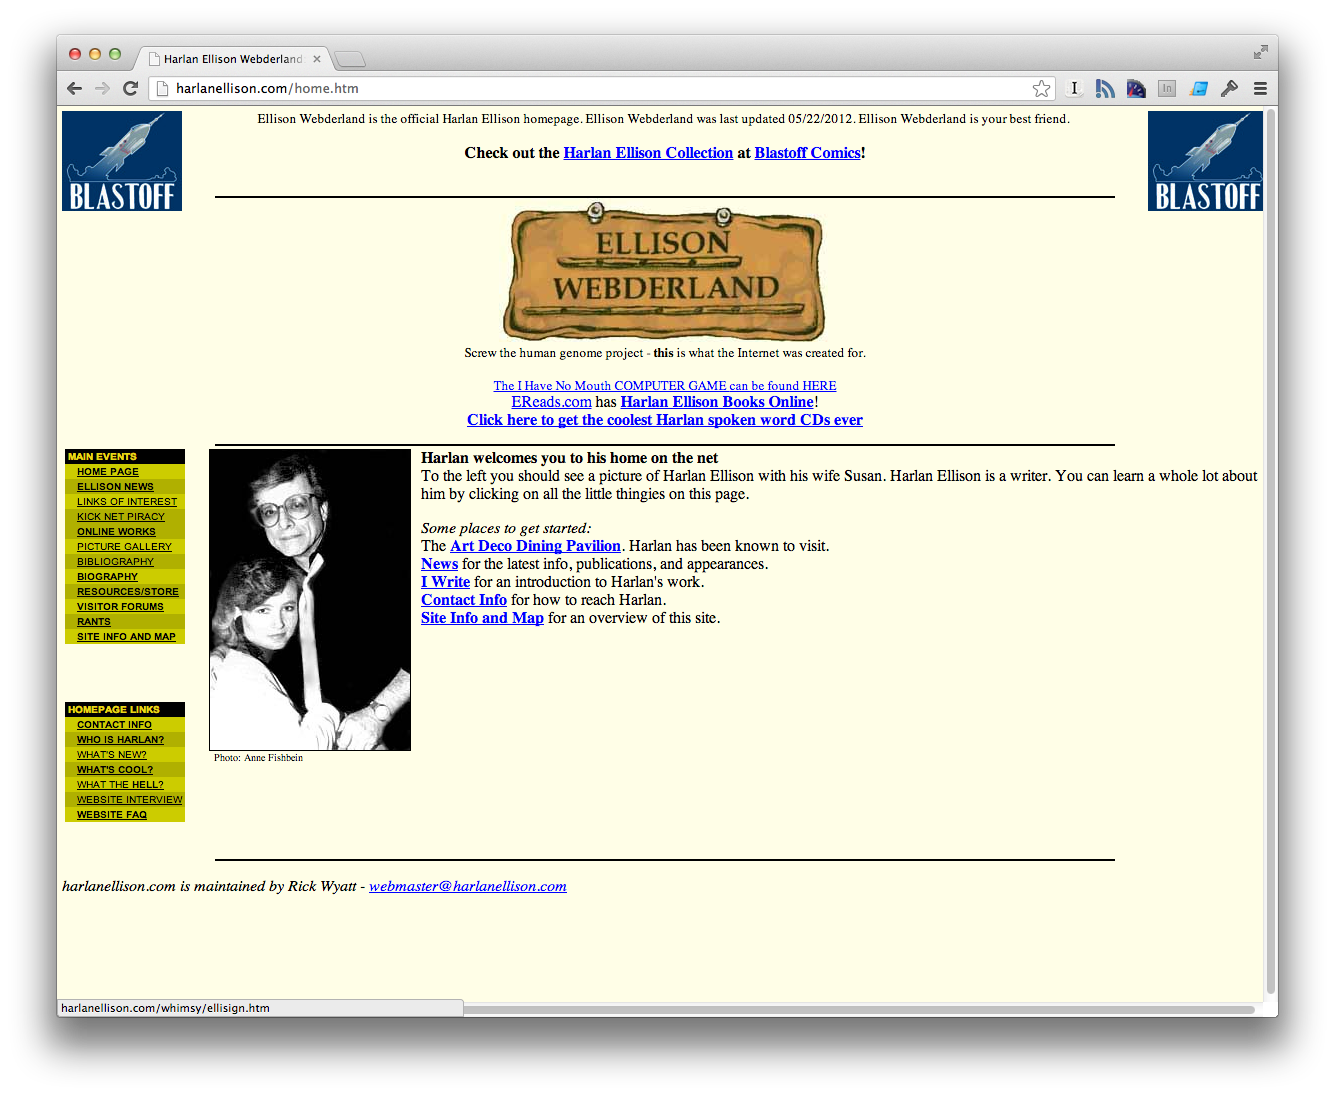 Harlan Ellison Webderland
harlanellison.com/home.htm
Ellison Webderland is the official Harlan Ellison homepage. Ellison Webderland was last updated 05/22/2012. Ellison Webderland is your best friend.
BLASTOFF
Check out the Harlan Ellison Collection at Blastoff Comics!
BLASTOFF
ELLISON
WEBDERLAND
Screw the human genome project - this is what the Internet was created for.
The I Have No Mouth COMPUTER GAME can be found HERE
EReads.com has Harlan Ellison Books Online!
Click here to get the coolest Harlan spoken word CDs ever
MAIN EVENTS
HOME PAGE
ELLISON NEWS
LINKS OF INTEREST
KICK NET PIRACY
ONLINE WORKS
PICTURE GALLERY
BIBLIOGRAPHY
BIOGRAPHY
RESOURCES/STORE
VISITOR FORUMS
RANTS
SITE INFO AND MAP
HOMEPAGE LINKS
CONTACT INFO
WHO IS HARLAN?
WHAT'S NEW?
WHAT'S COOL?
WHAT THE HELL?
WEBSITE INTERVIEW
WEBSITE FAQ
Photo: Anne Fishbein
Harlan welcomes you to his home on the net
To the left you should see a picture of Harlan Ellison with his wife Susan. Harlan Ellison is a writer. You can learn a whole lot about
him by clicking on all the little thingies on this page.
Some places to get started:
The Art Deco Dining Pavilion. Harlan has been known to visit.
News for the latest info, publications, and appearances.
I Write for an introduction to Harlan's work.
Contact Info for how to reach Harlan.
Site Info and Map for an overview of this site.
harlanellison.com is maintained by Rick Wyatt - webmaster@harlanellison.com
harlanellison.com/whimsy/ellisign.htm